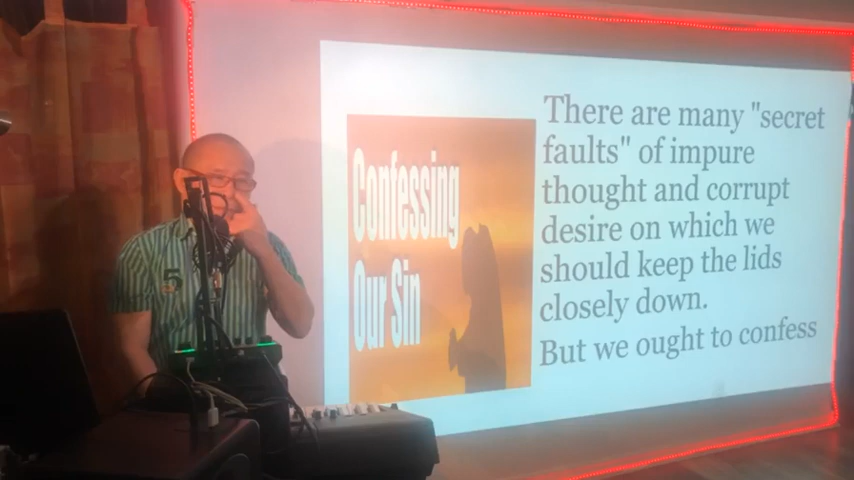 Confessing
Our Sin
There are many "secret
faults" of impure
thought and corrupt
desire on which we
should keep the lids
closely down.
But we ought to confess
5